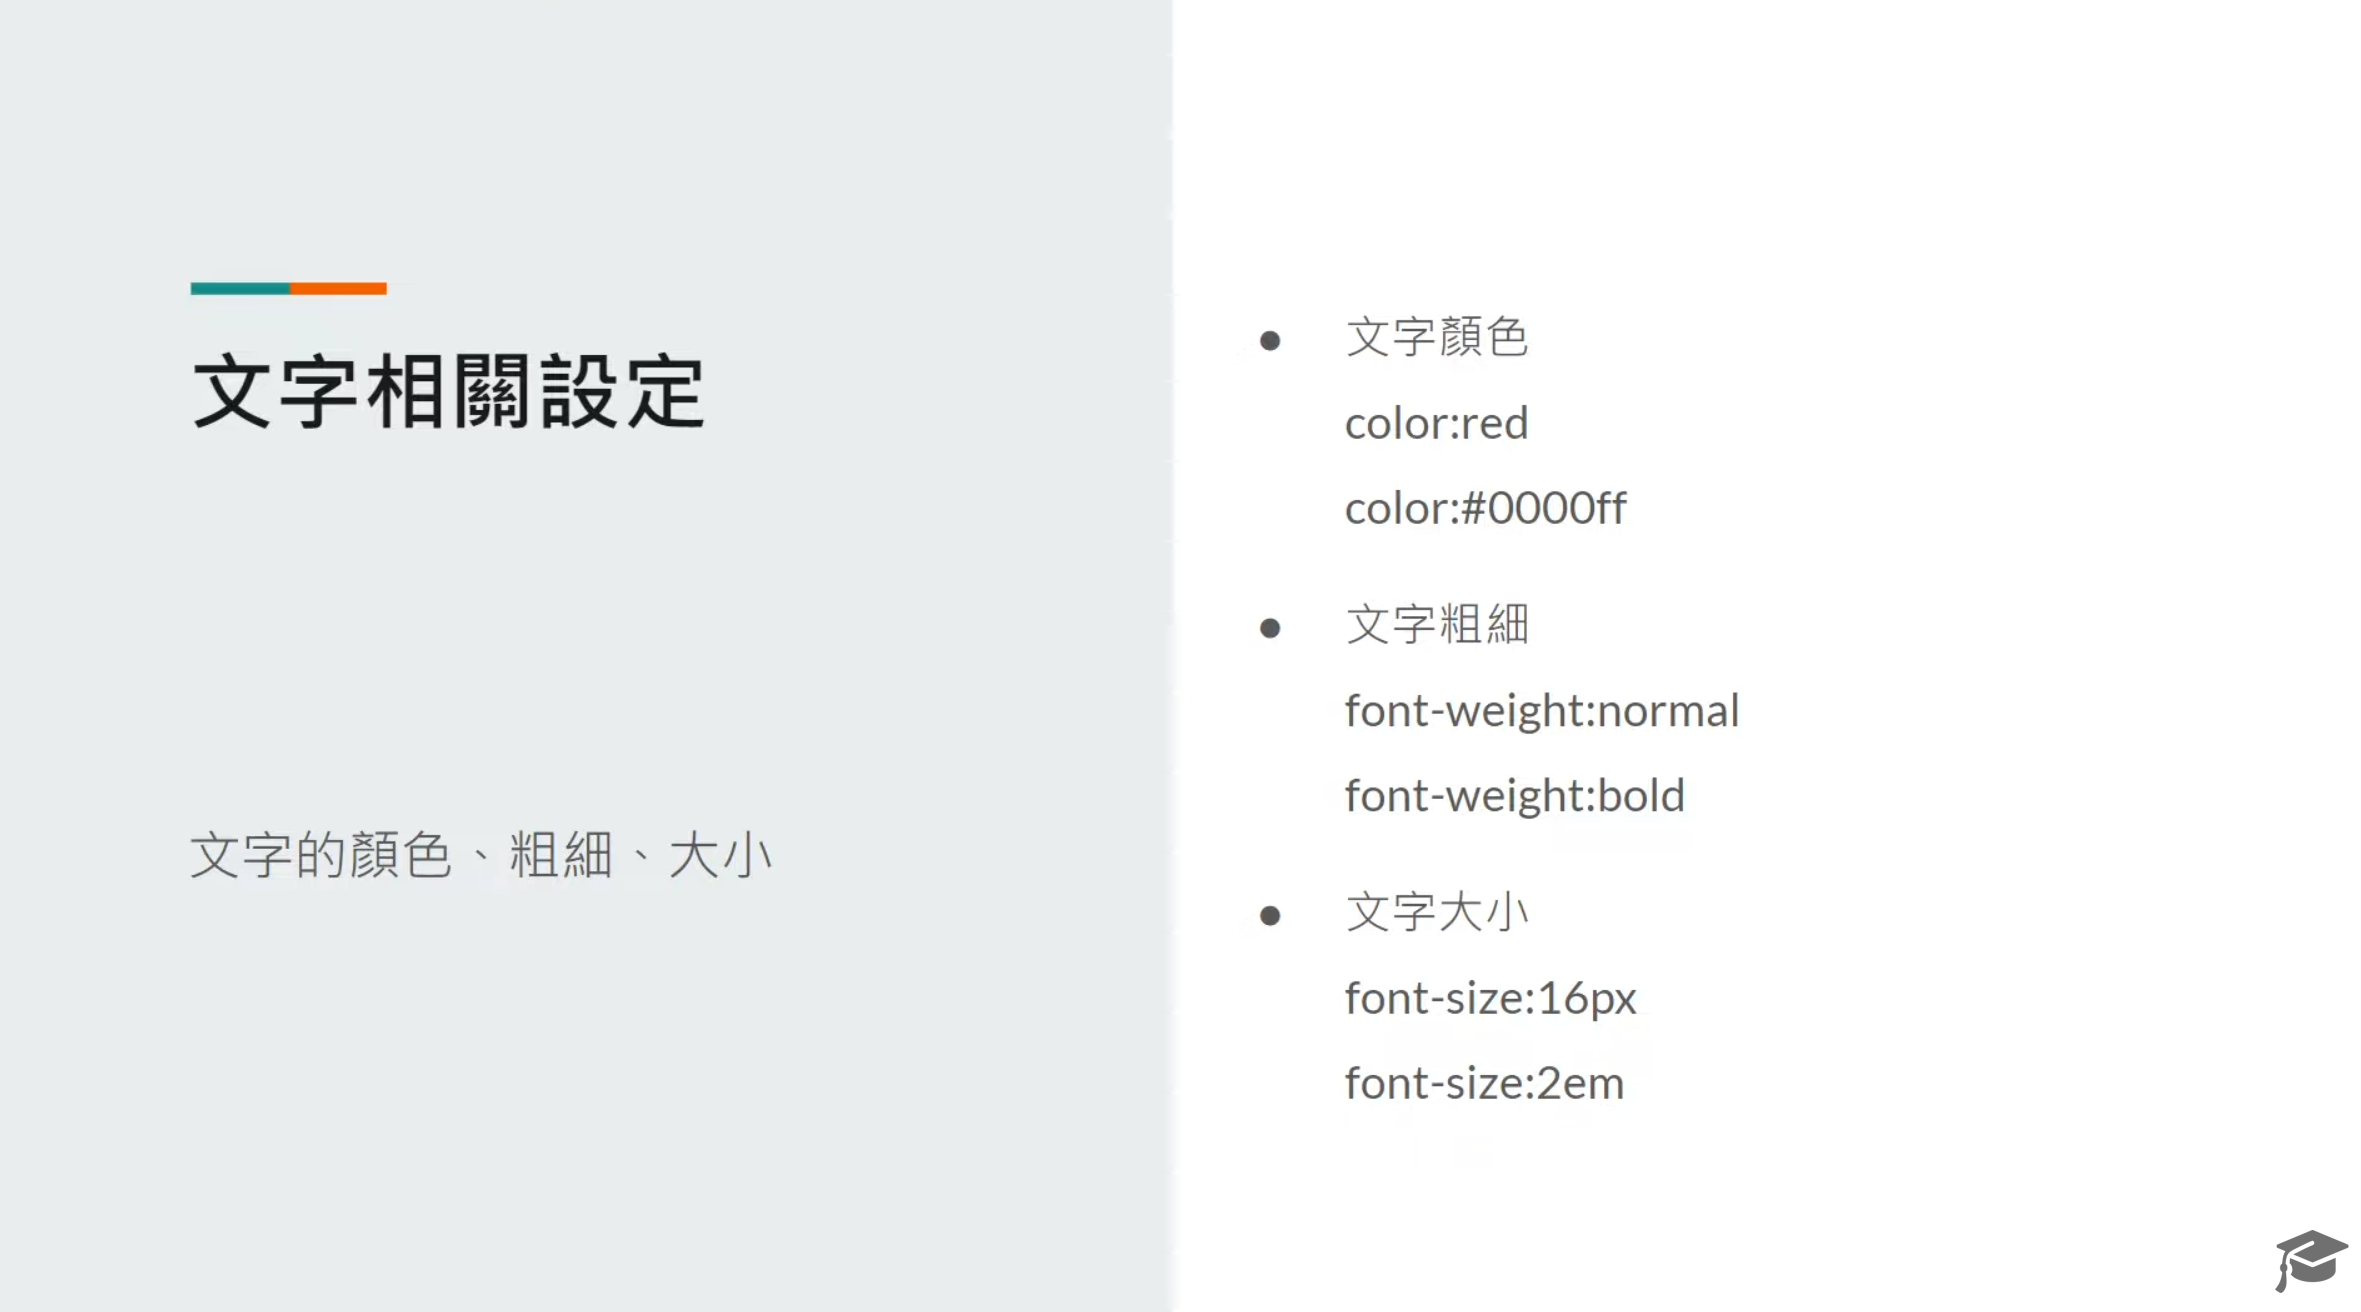 文字相關設定
文字的顏色、粗細、大小
● 文字顏色
color:red
color:#0000ff
● 文字粗細
font-weight:normal
font-weight:bold
● 文字大小
font-size:16px
font-size:2em